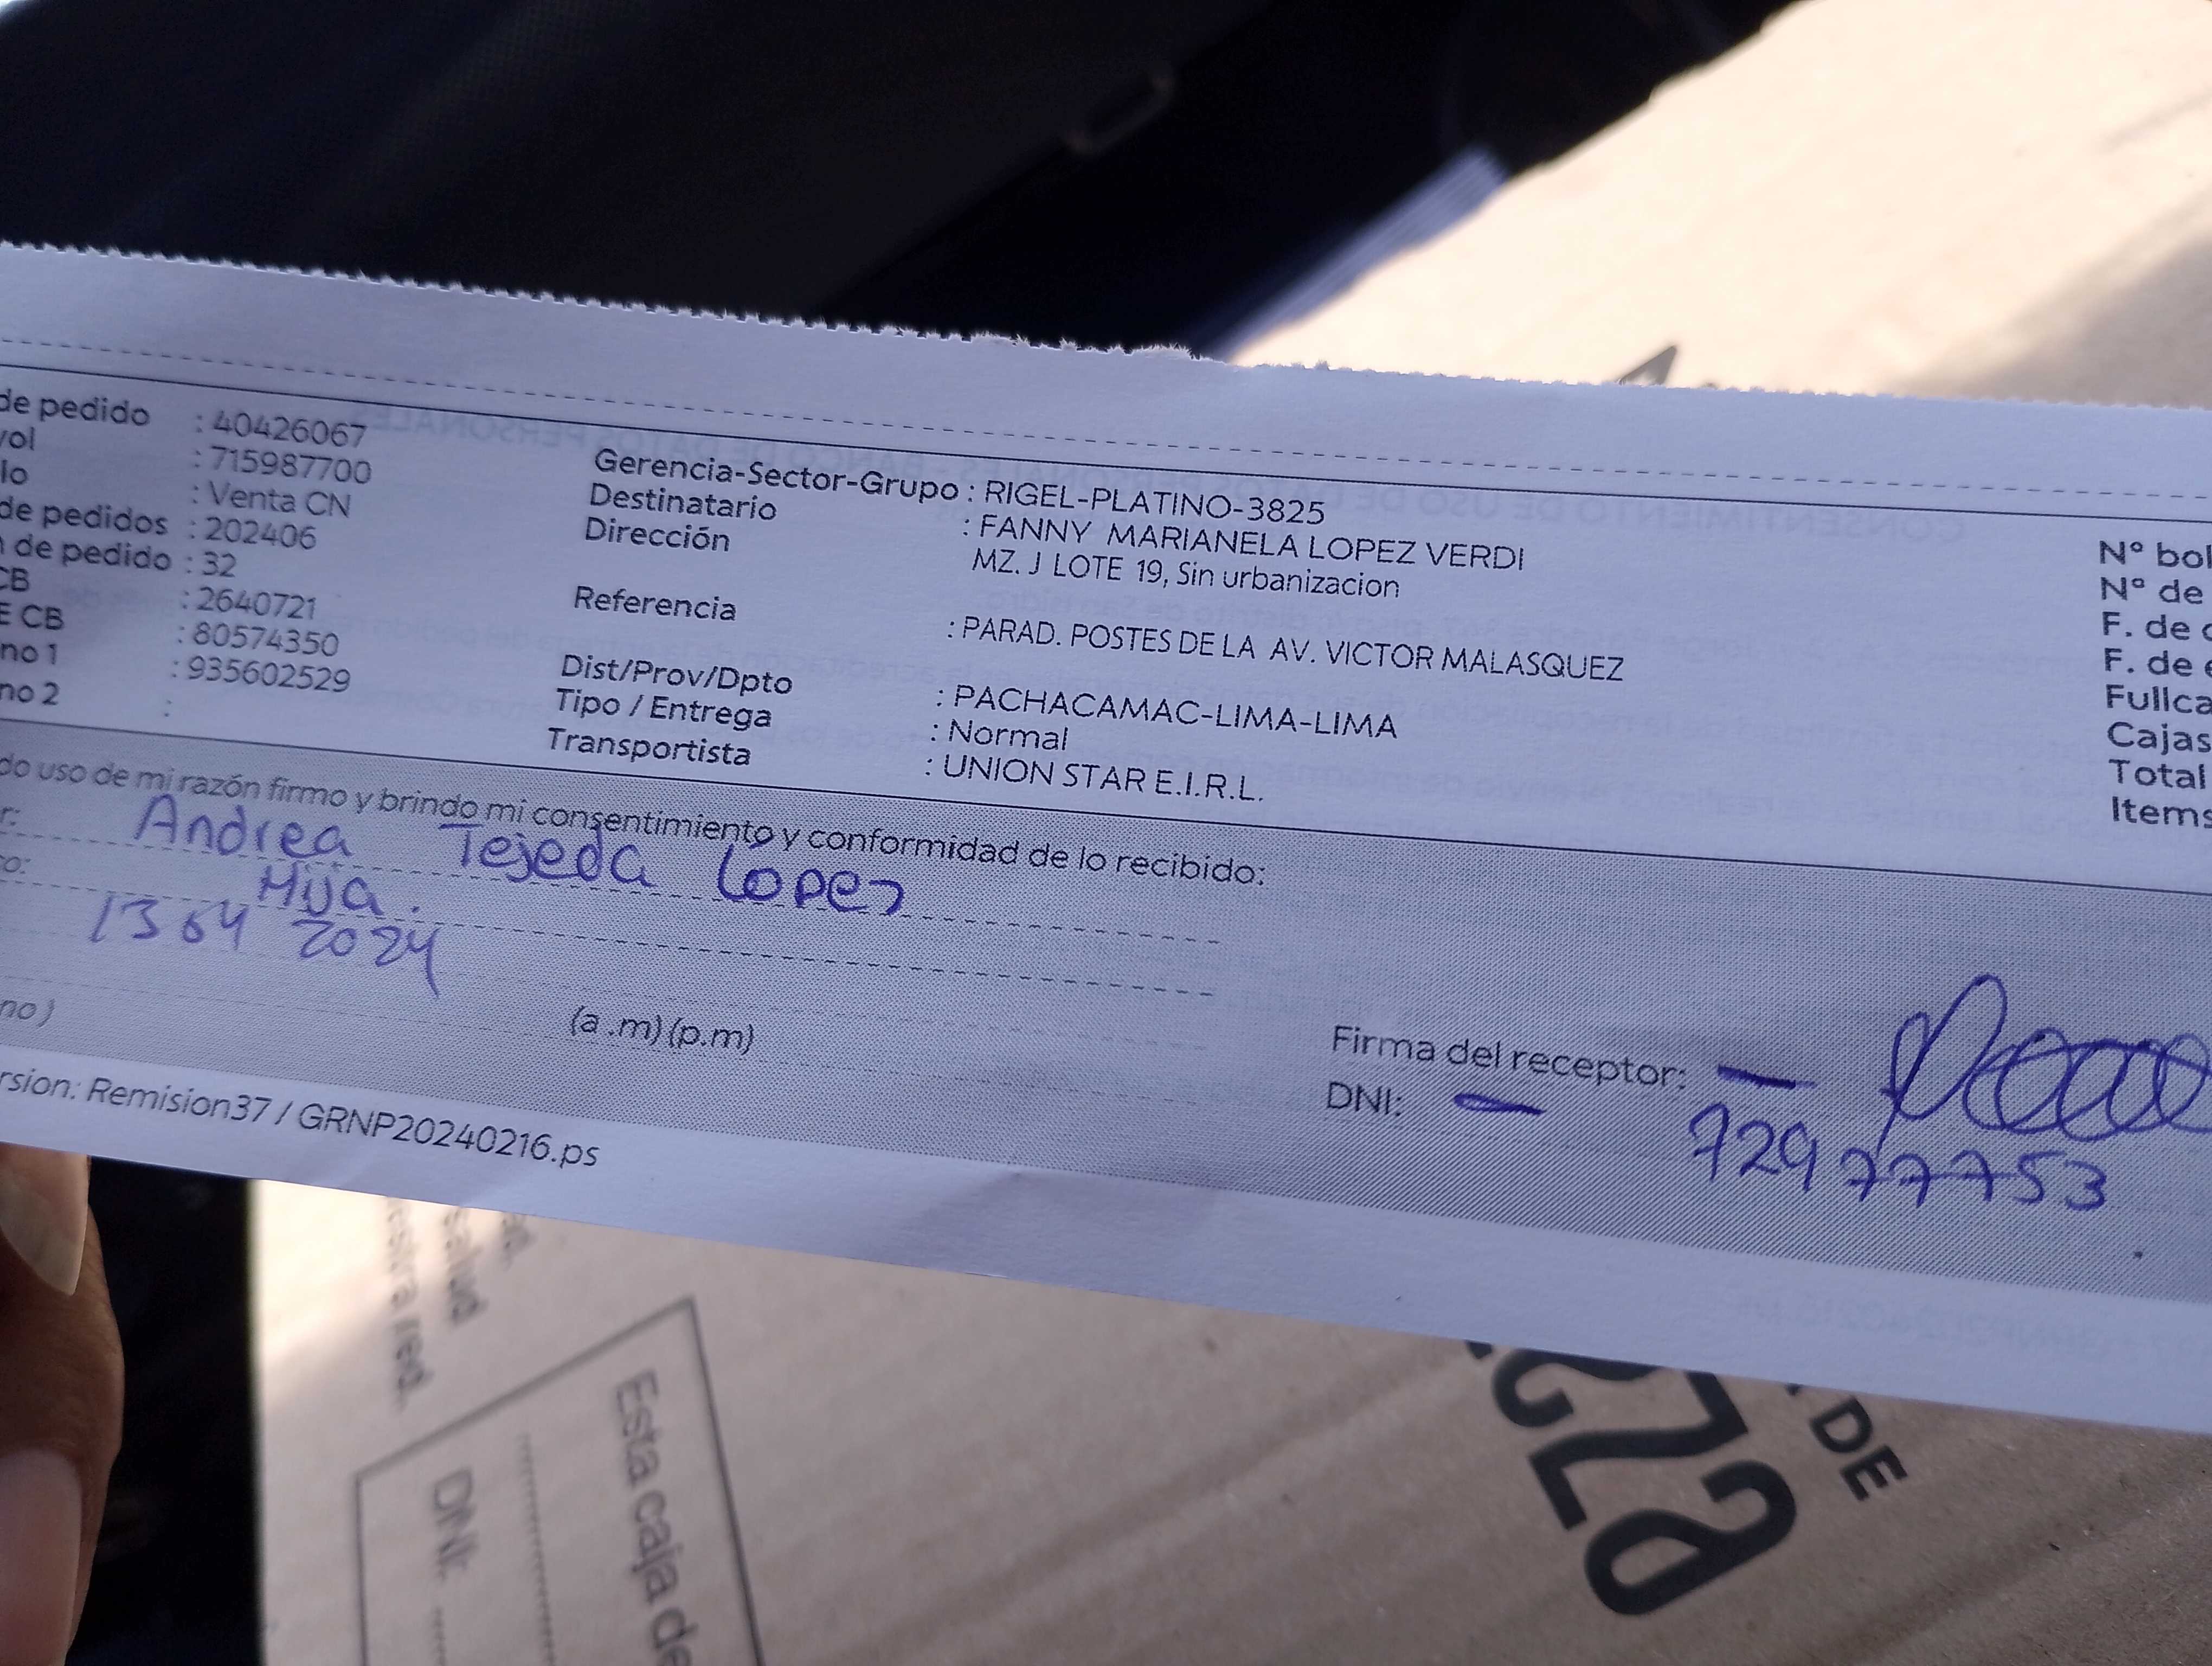 de pedido : 40426067
vol : 715987700
lo : Venta CN
de pedidos : 202406
n de pedido : 32
CB : 2640721
E CB : 80574350
no 1 : 935602529
no 2 :
Gerencia-Sector-Grupo : RIGEL-PLATINO-3825
Destinatario : FANNY MARIANELA LOPEZ VERDI
Dirección MZ. J LOTE 19, Sin urbanizacion
Referencia : PARAD. POSTES DE LA AV. VICTOR MALASQUEZ
Dist/Prov/Dpto : PACHACAMAC-LIMA-LIMA
Tipo / Entrega : Normal
Transportista : UNION STAR E.I.R.L.
N° bol
N° de
F. de
F. de e
Fullca
Cajas
Total
Items
do uso de mi razón firmo y brindo mi consentimiento y conformidad de lo recibido:
r: Andrea Tejeda Lopez
o: Hija.
13 04 2024
no ) (a .m) (p.m)
Firma del receptor: —
DNI: — 72977753
rsion: Remision37 / GRNP20240216.ps
salud
red.
Esta caja de
DNI:
DE